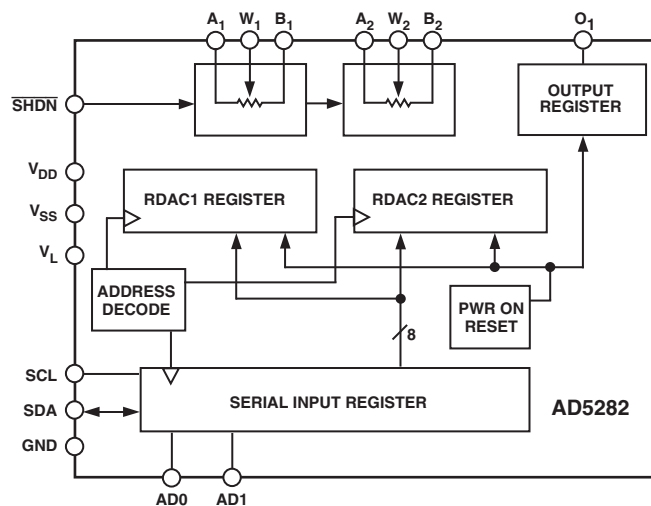 A1 W1 B1 A2 W2 B2 O1
SHDN
OUTPUT
REGISTER
VDD
VSS
VL
RDAC1 REGISTER
RDAC2 REGISTER
ADDRESS
DECODE
PWR ON
RESET
8
SCL
SDA
GND
SERIAL INPUT REGISTER
AD5282
AD0 AD1